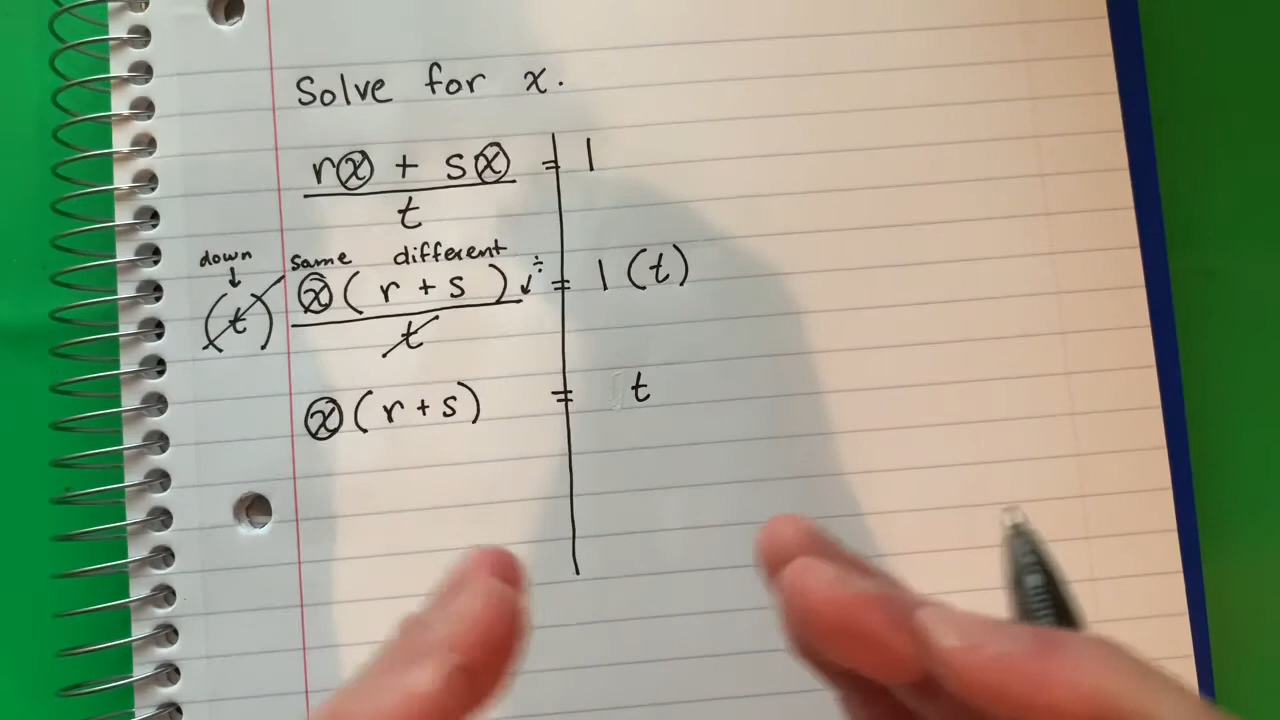 Solve for x.
rx + sx = 1
t
down same different ÷
↓
(t) x(r + s) ↓ = 1(t)
t
x(r+s) = t